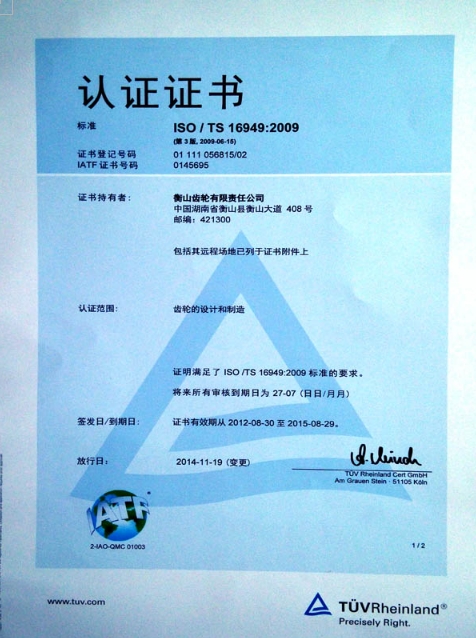 认证证书
标准 ISO / TS 16949:2009
(第 3 版, 2009-06-15)
证书登记号码 01 111 056815/02
IATF 证书号码 0145695
证书持有者: 衡山齿轮有限责任公司
中国湖南省衡山县衡山大道 408 号
邮编: 421300
包括其远程场地已列于证书附件上
认证范围: 齿轮的设计和制造
证明满足了 ISO /TS 16949:2009 标准的要求。
将来所有审核到期日为 27-07 (日日/月月)
签发日/到期日: 证书有效期从 2012-08-30 至 2015-08-29。
放行日: 2014-11-19 (变更)
TÜV Rheinland Cert GmbH
Am Grauen Stein · 51105 Köln
IATF
2-IAO-QMC 01003
1 / 2
www.tuv.com
TÜVRheinland®
Precisely Right.